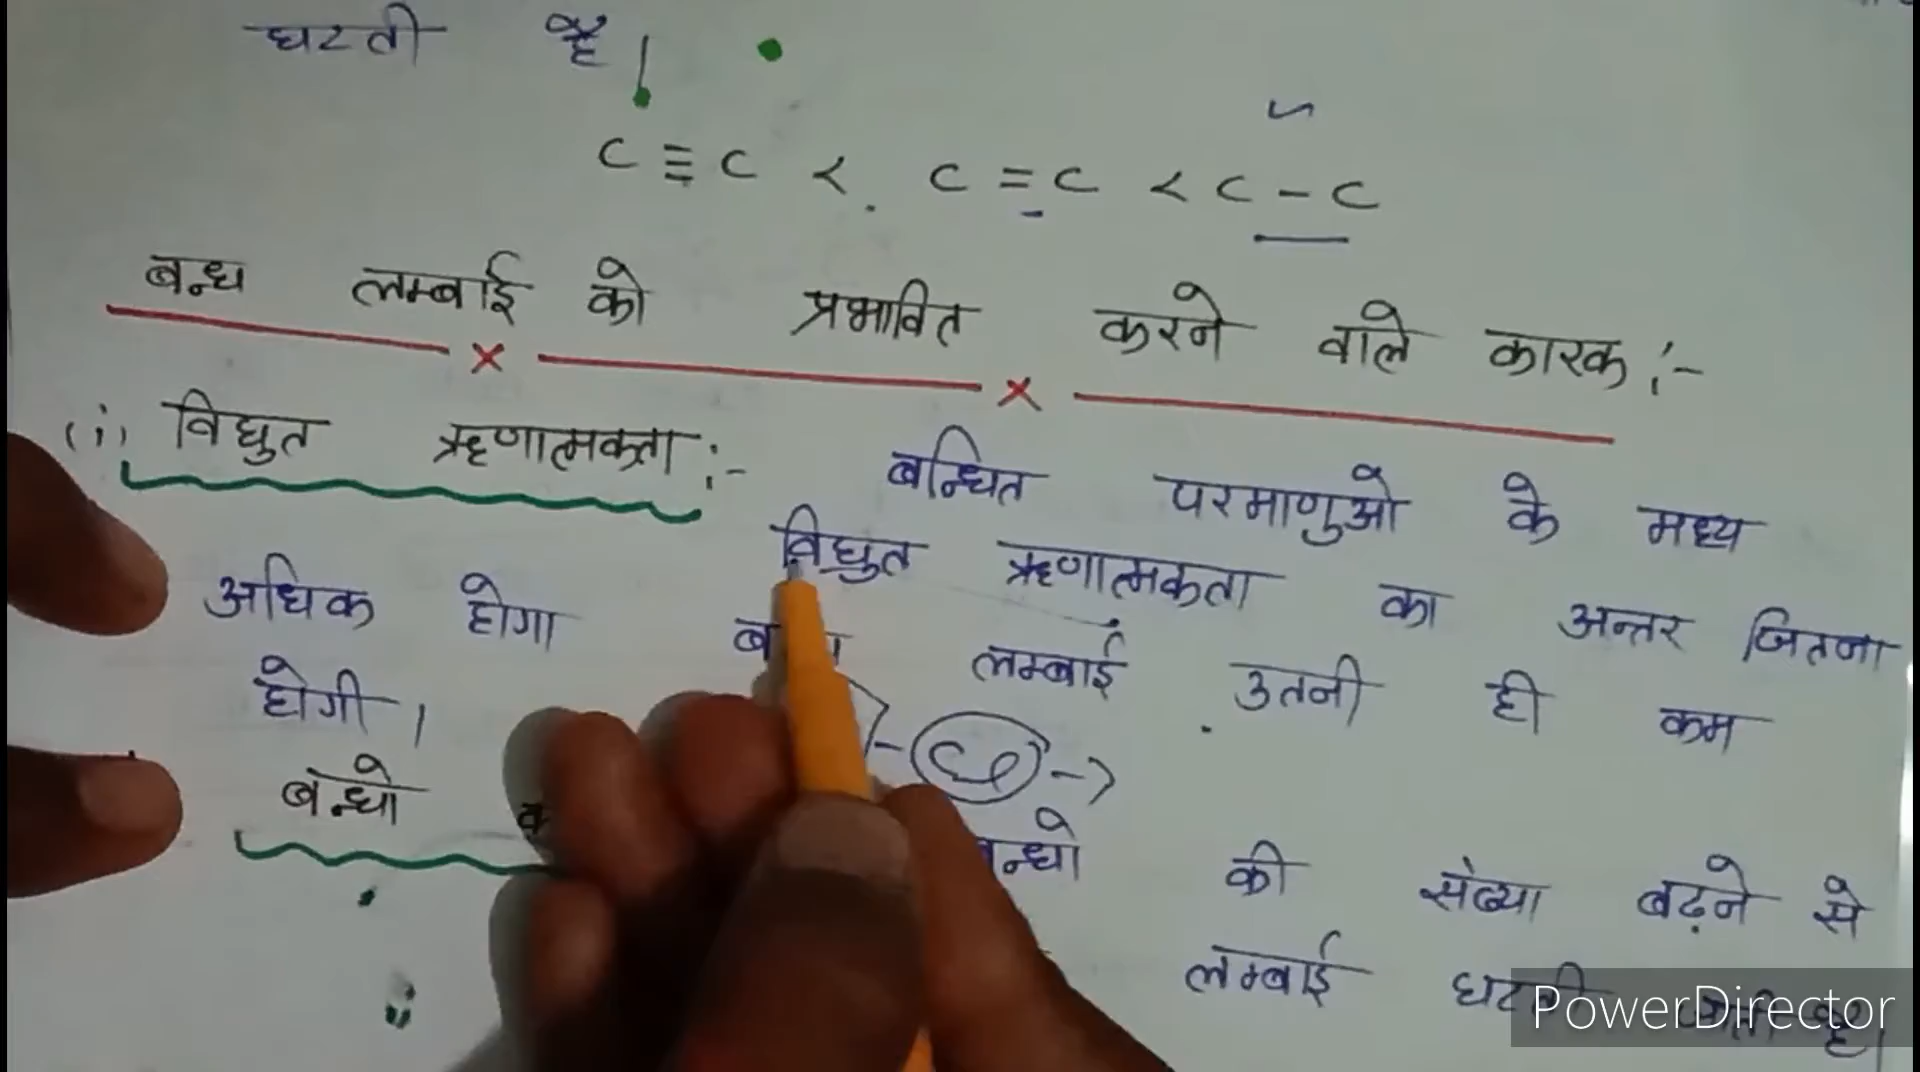 घटती है।
C ≡ C < C = C < C - C
बन्ध लम्बाई को प्रभावित करने वाले कारक :-
(i) विधुत ऋणात्मकता :- बन्धित परमाणुओ के मध्य
विधुत ऋणात्मकता का अन्तर जितना
अधिक होगा लम्बाई उतनी ही कम
होगी।
बन्धो की संख्या बढ़ने से
लम्बाई
PowerDirector